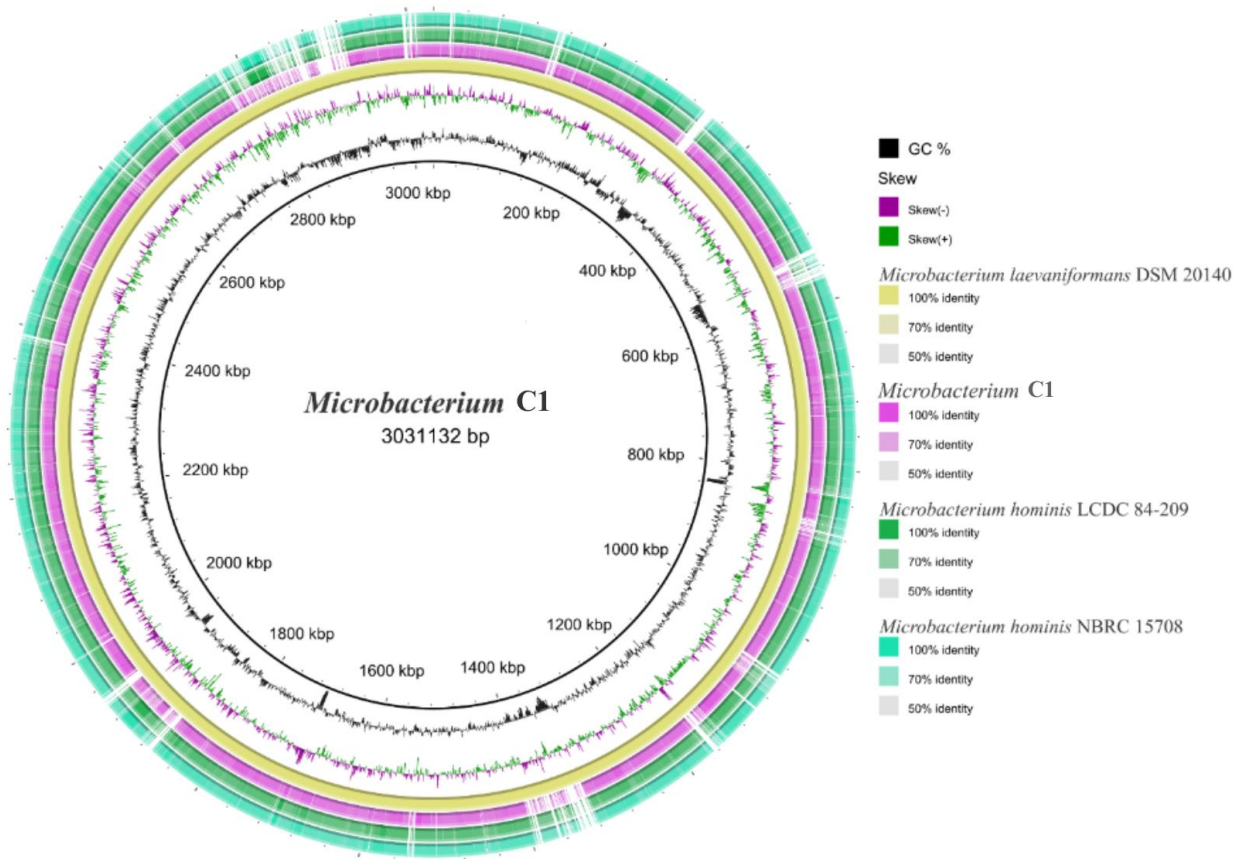 3000 kbp
200 kbp
400 kbp
600 kbp
800 kbp
1000 kbp
1200 kbp
1400 kbp
1600 kbp
1800 kbp
2000 kbp
2200 kbp
2400 kbp
2600 kbp
2800 kbp
Microbacterium C1
3031132 bp
GC %
Skew
Skew(-)
Skew(+)
Microbacterium laevaniformans DSM 20140
100% identity
70% identity
50% identity
Microbacterium C1
100% identity
70% identity
50% identity
Microbacterium hominis LCDC 84-209
100% identity
70% identity
50% identity
Microbacterium hominis NBRC 15708
100% identity
70% identity
50% identity